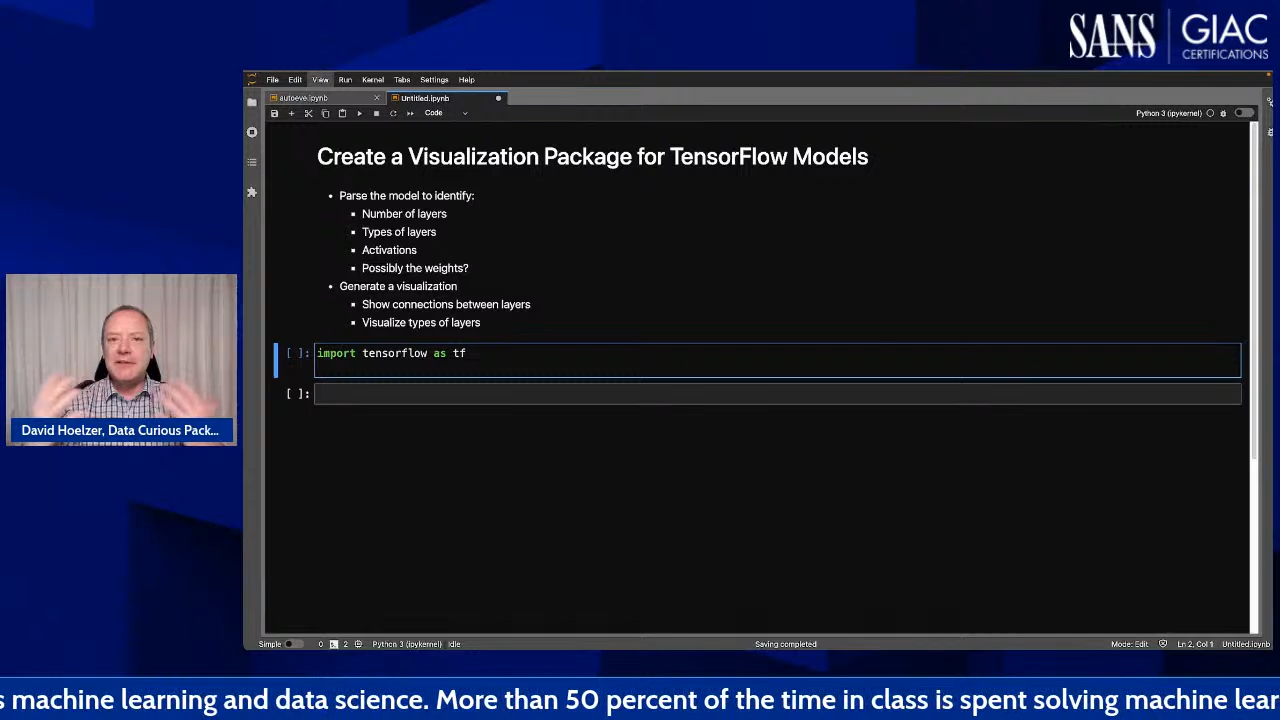 SANS
GIAC
CERTIFICATIONS
File Edit View Run Kernel Tabs Settings Help
autoeve.ipynb
Untitled.ipynb
Code
Python 3 (ipykernel)
Create a Visualization Package for TensorFlow Models
Parse the model to identify:
Number of layers
Types of layers
Activations
Possibly the weights?
Generate a visualization
Show connections between layers
Visualize types of layers
[ ]: import tensorflow as tf
[ ]:
David Hoelzer, Data Curious Pack...
Simple 0 2 Python 3 (ipykernel) Idle Saving completed Mode: Edit Ln 2, Col 1 Untitled.ipynb
s machine learning and data science. More than 50 percent of the time in class is spent solving machine lear